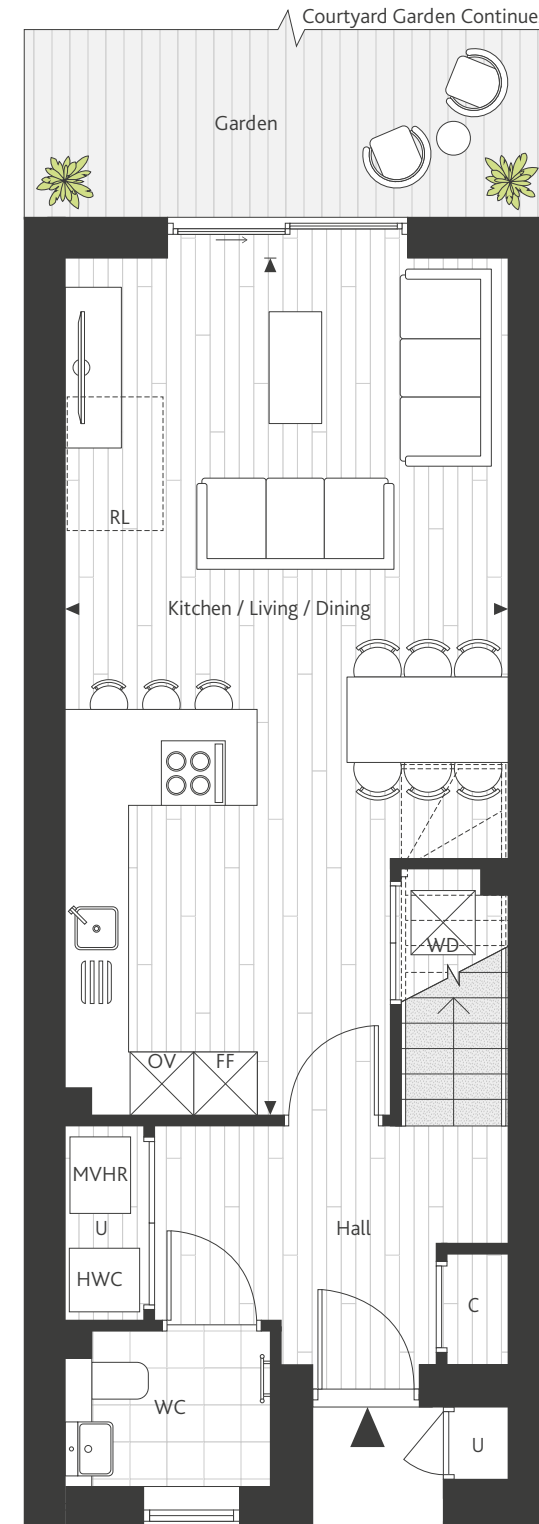 Courtyard Garden Continue
Garden
RL
Kitchen / Living / Dining
WD
OV
FF
MVHR
U
HWC
Hall
C
WC
U